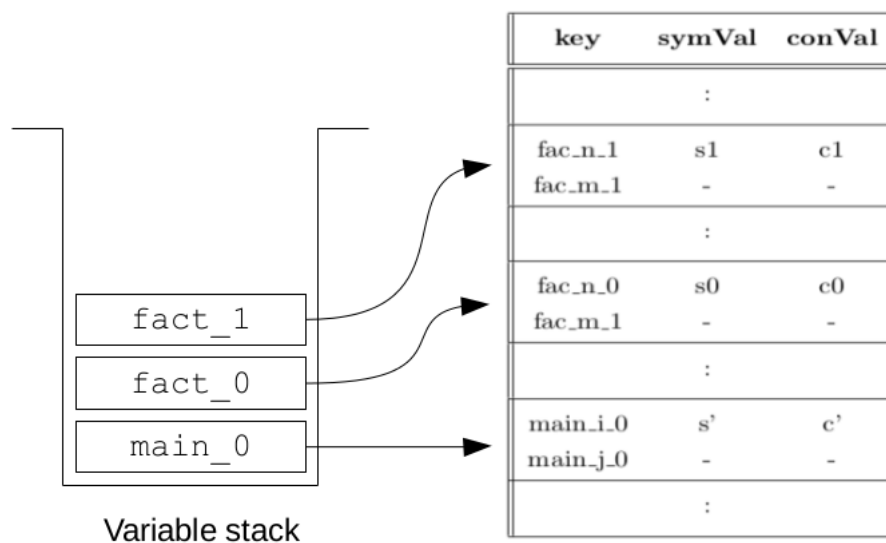 key symVal conVal
:
fac_n_1 s1 c1
fac_m_1 - -
:
fac_n_0 s0 c0
fac_m_1 - -
:
main_i_0 s' c'
main_j_0 - -
:
fact_1
fact_0
main_0
Variable stack